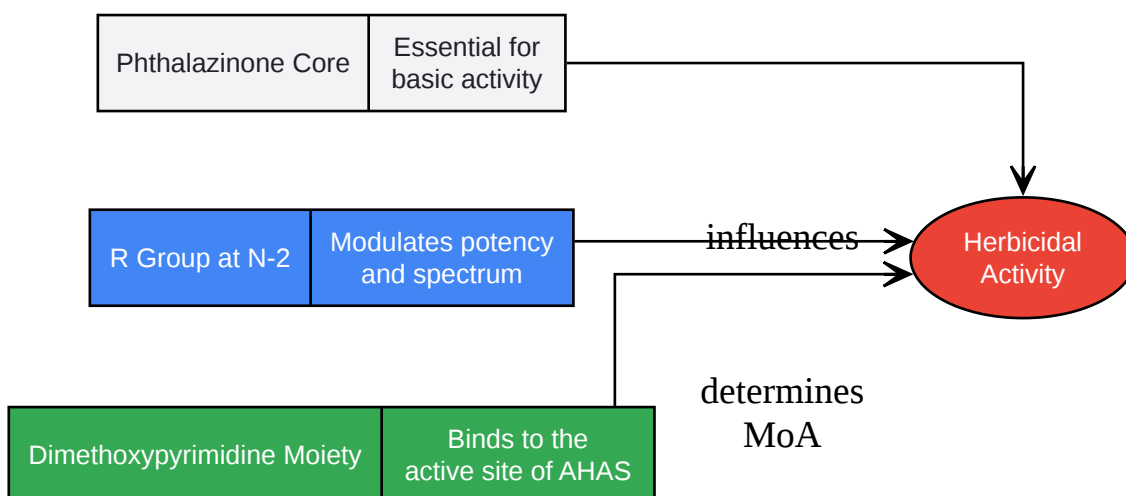 Phthalazinone Core
Essential for
basic activity
R Group at N-2
Modulates potency
and spectrum
influences
Herbicidal
Activity
Dimethoxypyrimidine Moiety
Binds to the
active site of AHAS
determines
MoA